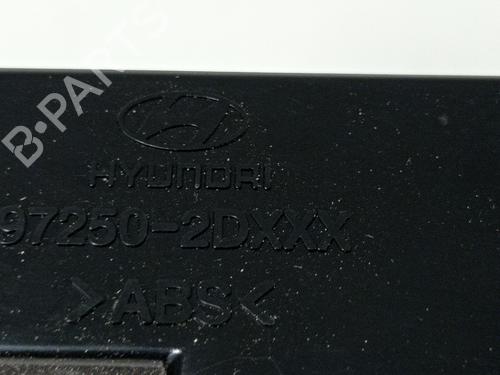 B-PARTS
HYUNDAI
97250-2DXXX
>ABS<